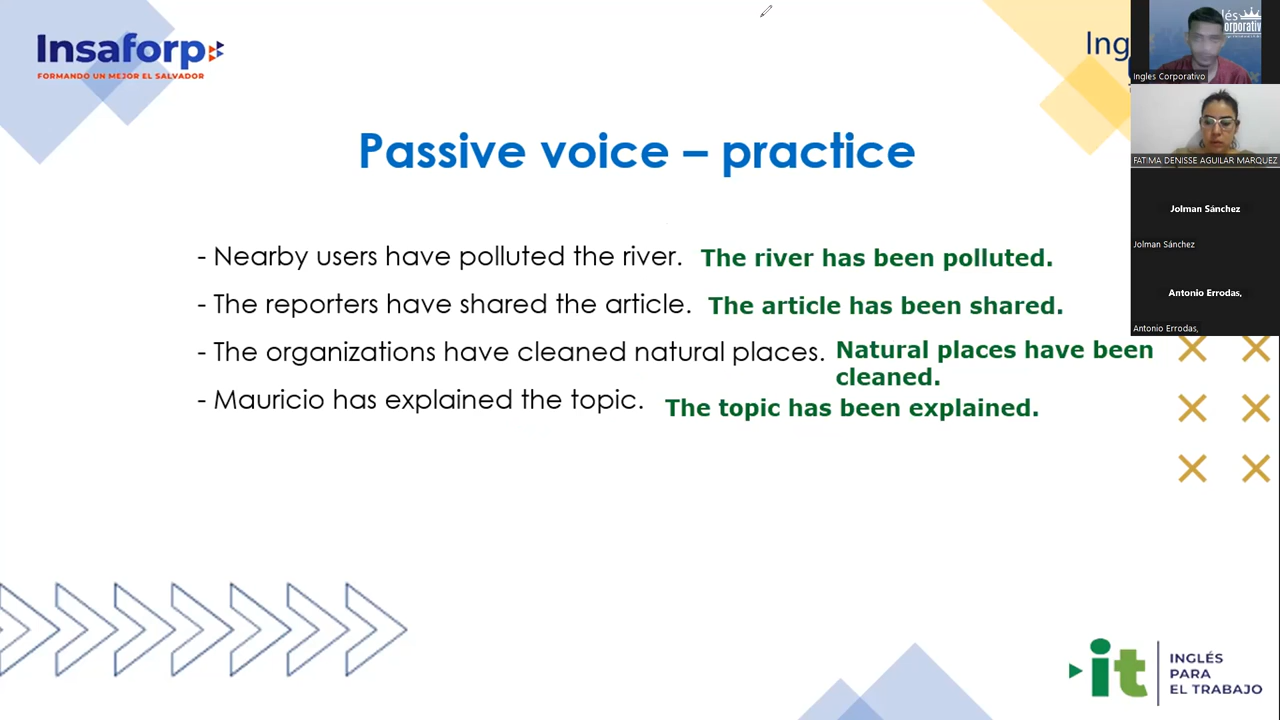 Insaforp
FORMANDO UN MEJOR EL SALVADOR
Ing
lés
orporativ
Ingles Corporativo
FATIMA DENISSE AGUILAR MARQUEZ
Jolman Sánchez
Jolman Sánchez
Antonio Errodas,
Antonio Errodas,
Passive voice – practice
- Nearby users have polluted the river. The river has been polluted.
- The reporters have shared the article. The article has been shared.
- The organizations have cleaned natural places. Natural places have been
cleaned.
- Mauricio has explained the topic. The topic has been explained.
it
INGLÉS
PARA
EL TRABAJO